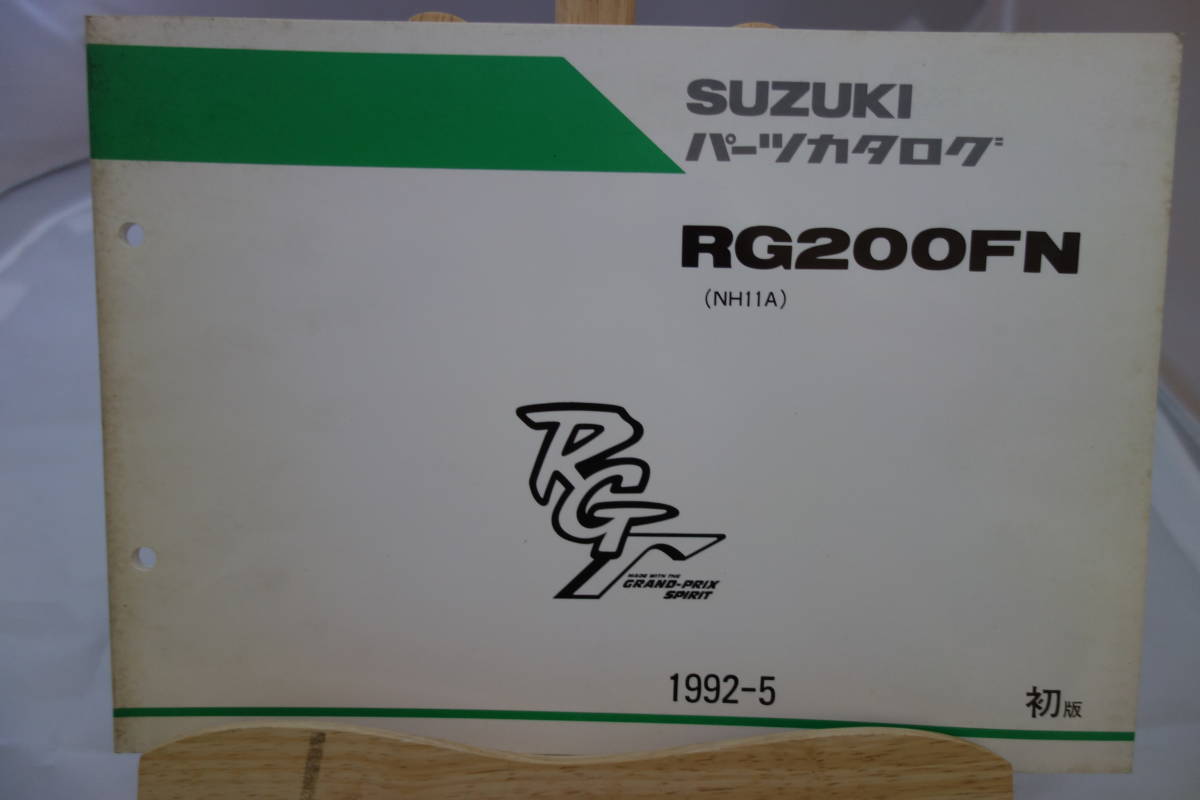 SUZUKI
パーツカタログ
RG200FN
(NH11A)
RGΓ
MADE WITH THE
GRAND-PRIX
SPIRIT
1992-5
初版